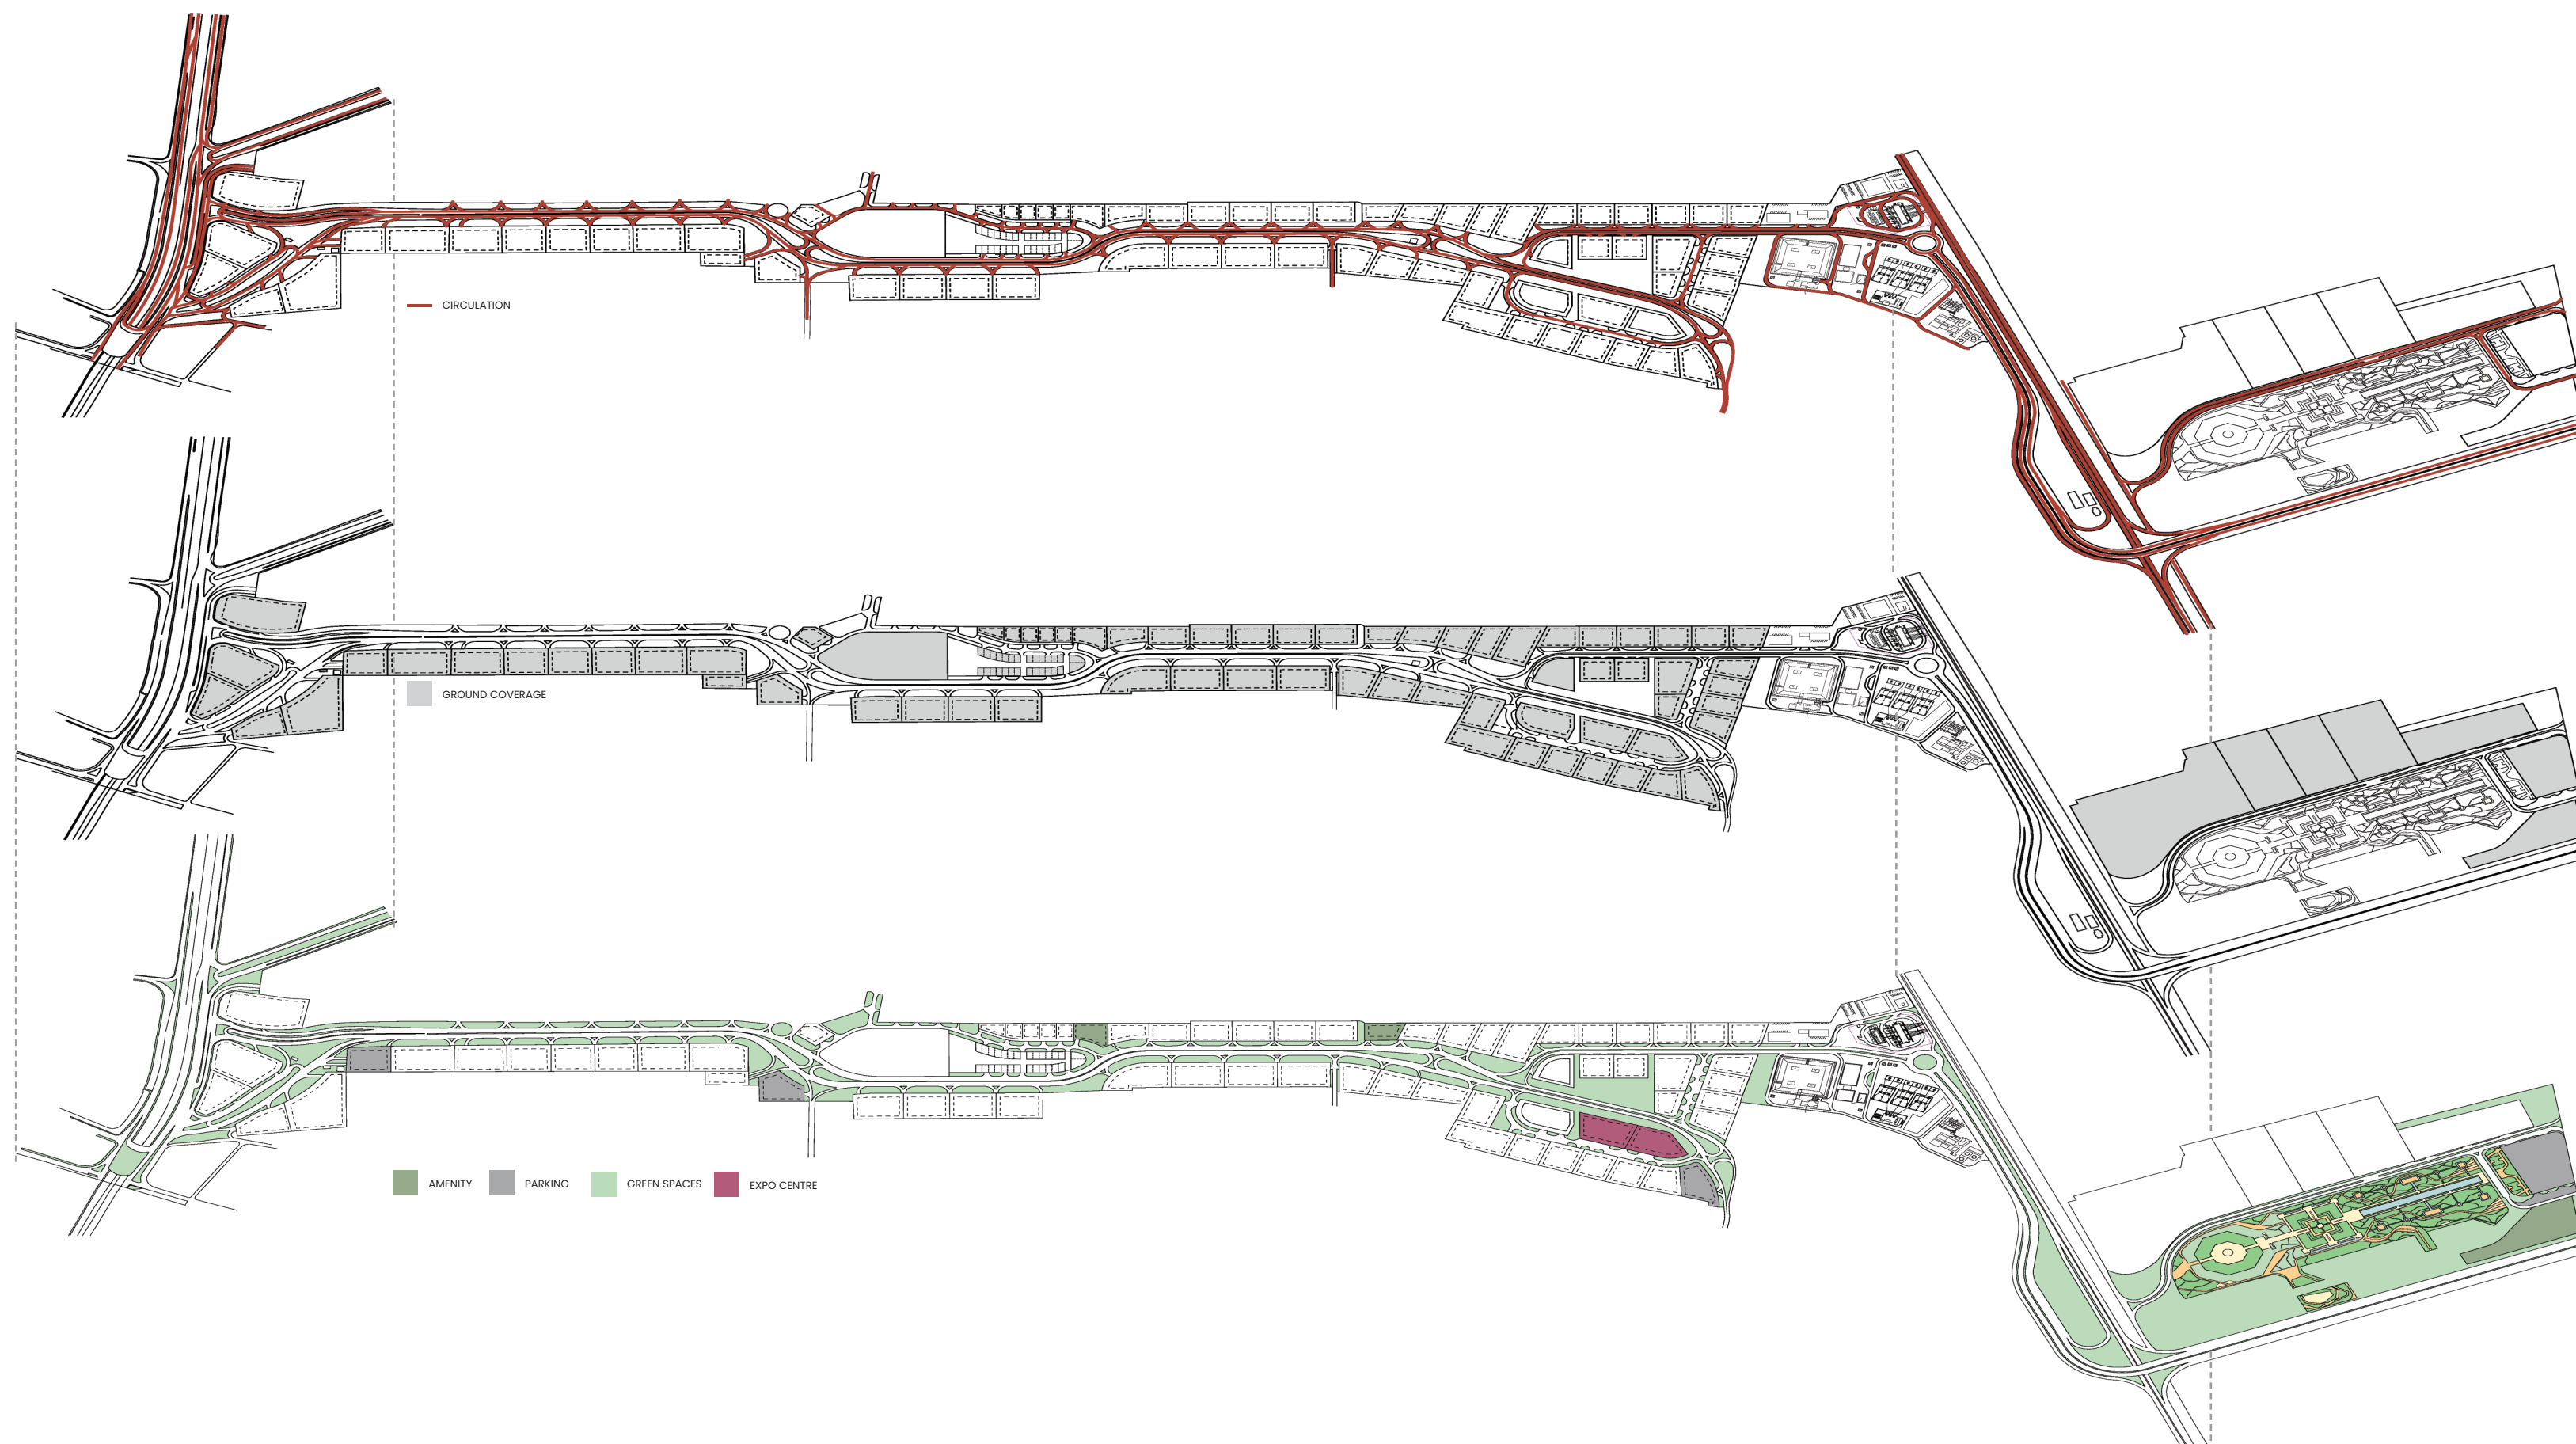 CIRCULATION
GROUND COVERAGE
AMENITY
PARKING
GREEN SPACES
EXPO CENTRE